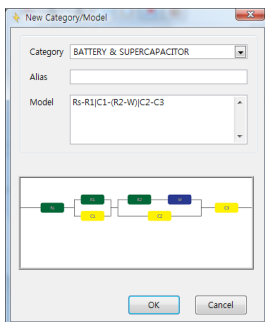 New Category/Model
Category BATTERY & SUPERCAPACITOR
Alias
Model Rs-R1|C1-(R2-W)|C2-C3
R1 R2 W
Rs C3
C1 C2
OK Cancel